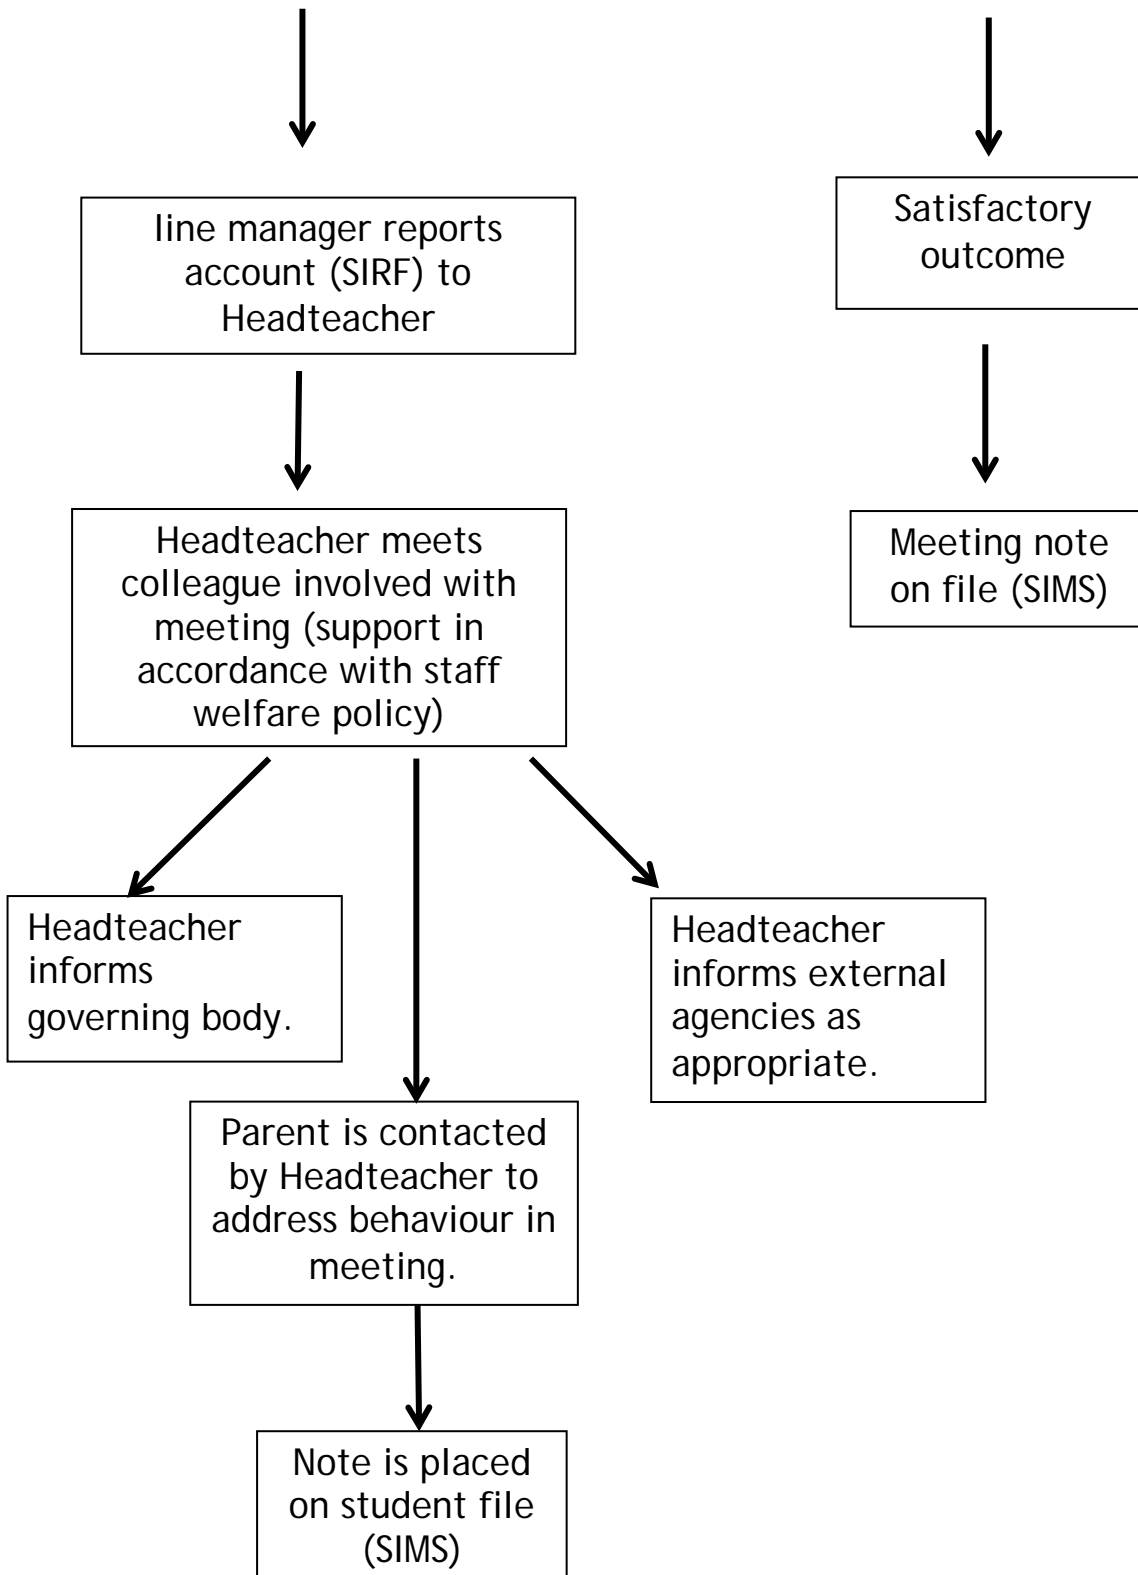 line manager reports
account (SIRF) to
Headteacher
Satisfactory
outcome
Headteacher meets
colleague involved with
meeting (support in
accordance with staff
welfare policy)
Meeting note
on file (SIMS)
Headteacher
informs
governing body.
Headteacher
informs external
agencies as
appropriate.
Parent is contacted
by Headteacher to
address behaviour in
meeting.
Note is placed
on student file
(SIMS)